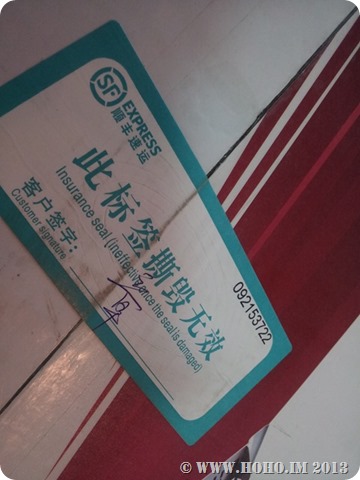 SF EXPRESS
顺丰速运
此标签撕毁无效
Insurance seal (ineffective once the seal is damaged)
客户签字:
Customer signature
092153722
© WWW.HOHO.IM 2013